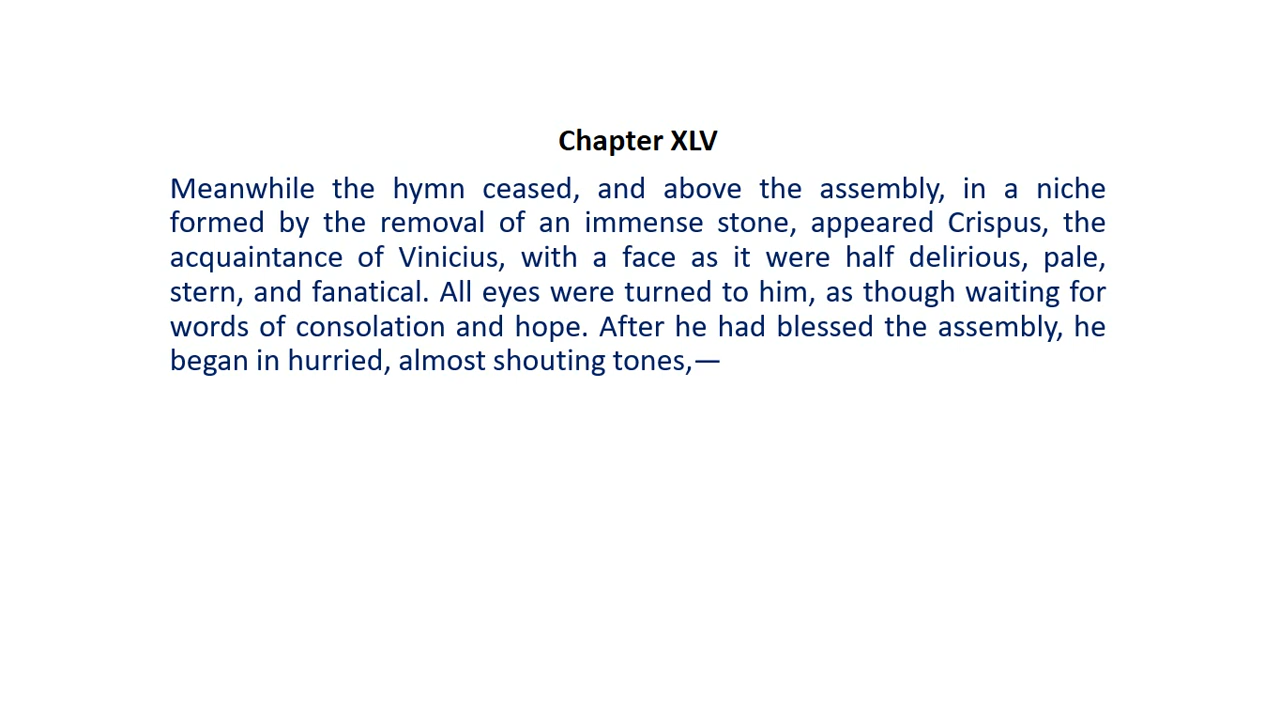 Chapter XLV
Meanwhile the hymn ceased, and above the assembly, in a niche
formed by the removal of an immense stone, appeared Crispus, the
acquaintance of Vinicius, with a face as it were half delirious, pale,
stern, and fanatical. All eyes were turned to him, as though waiting for
words of consolation and hope. After he had blessed the assembly, he
began in hurried, almost shouting tones,—